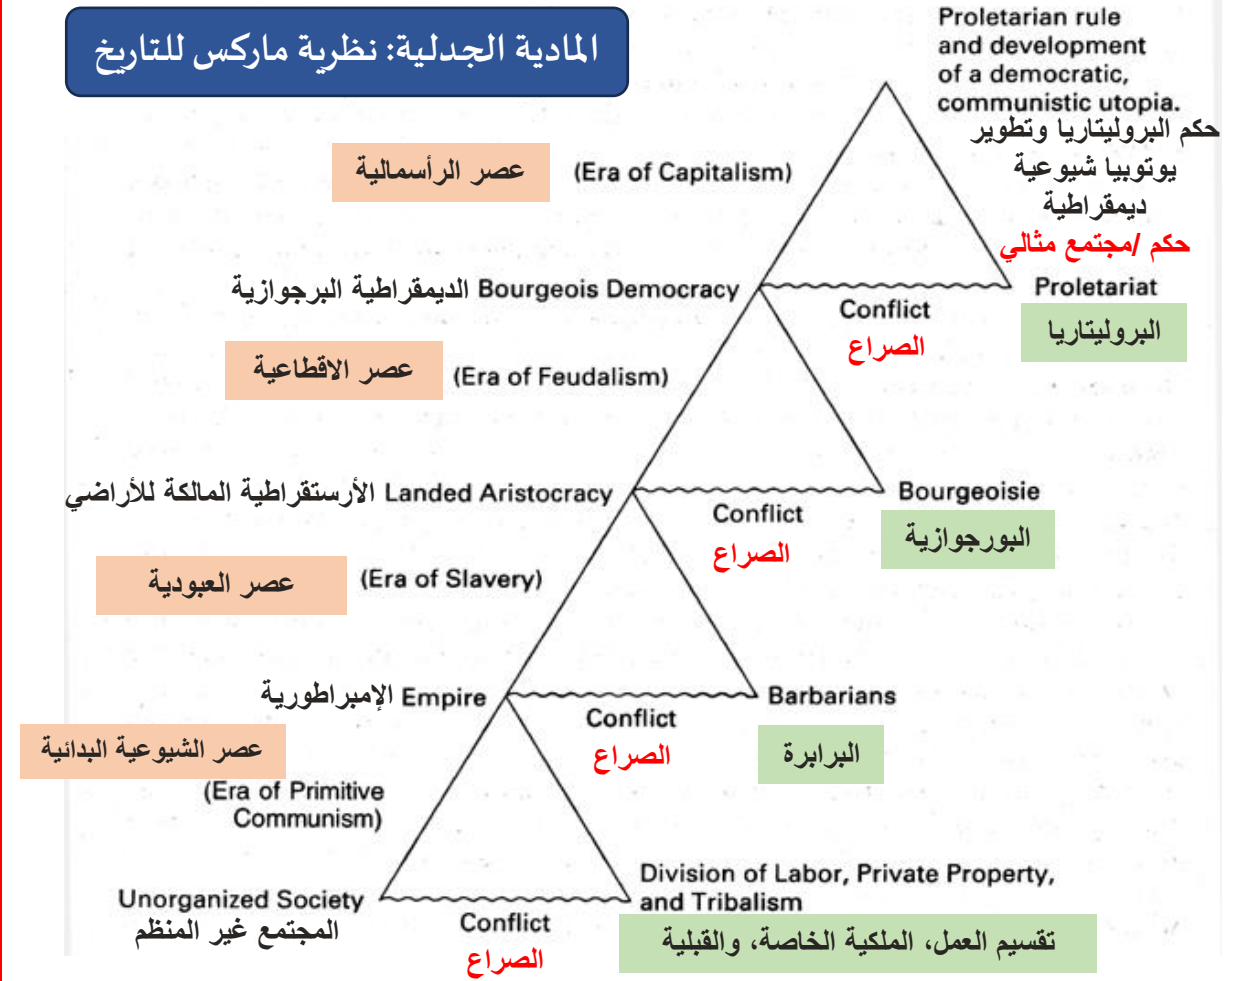 المادية الجدلية: نظرية ماركس للتاريخ
Proletarian rule
and development
of a democratic,
communistic utopia.
حكم البروليتاريا وتطوير
يوتوبيا شيوعية
ديمقراطية
حكم /مجتمع مثالي
عصر الرأسمالية
(Era of Capitalism)
الديمقراطية البرجوازية
Bourgeois Democracy
Conflict
الصراع
Proletariat
البروليتاريا
عصر الاقطاعية
(Era of Feudalism)
الأرستقراطية المالكة للأراضي
Landed Aristocracy
Conflict
الصراع
Bourgeoisie
البورجوازية
عصر العبودية
(Era of Slavery)
الإمبراطورية
Empire
Conflict
الصراع
Barbarians
البرابرة
عصر الشيوعية البدائية
(Era of Primitive
Communism)
Unorganized Society
المجتمع غير المنظم
Conflict
الصراع
Division of Labor, Private Property,
and Tribalism
تقسيم العمل، الملكية الخاصة، والقبلية